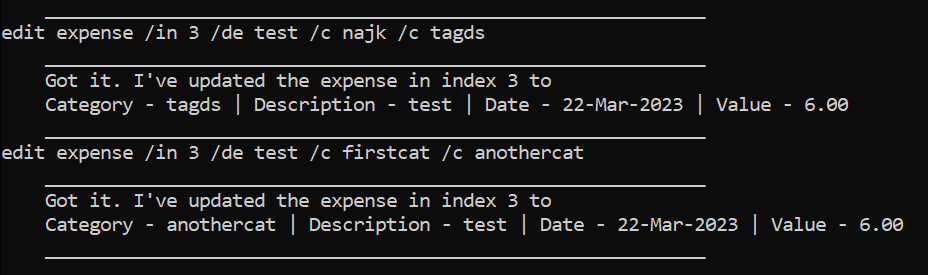 edit expense /in 3 /de test /c najk /c tagds
Got it. I've updated the expense in index 3 to
Category - tagds | Description - test | Date - 22-Mar-2023 | Value - 6.00
edit expense /in 3 /de test /c firstcat /c anothercat
Got it. I've updated the expense in index 3 to
Category - anothercat | Description - test | Date - 22-Mar-2023 | Value - 6.00